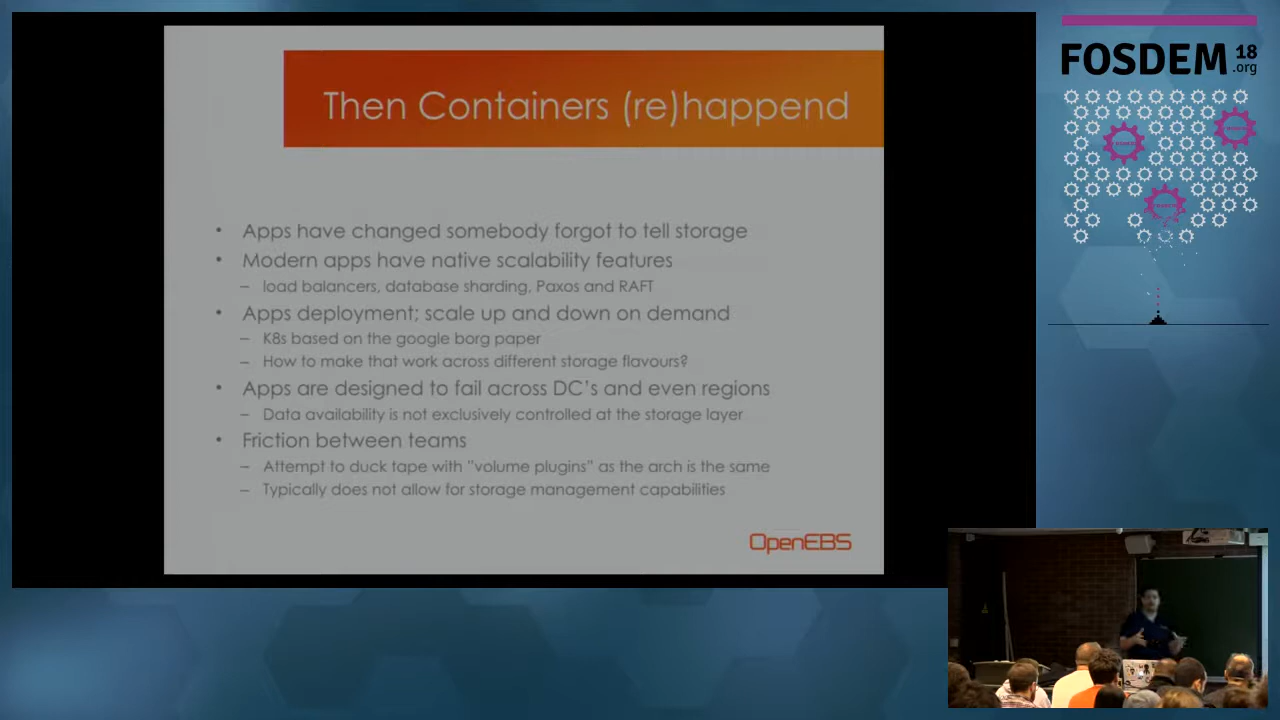 Then Containers (re)happend
• Apps have changed somebody forgot to tell storage
• Modern apps have native scalability features
– load balancers, database sharding, Paxos and RAFT
• Apps deployment; scale up and down on demand
– K8s based on the google borg paper
– How to make that work across different storage flavours?
• Apps are designed to fail across DC's and even regions
– Data availability is not exclusively controlled at the storage layer
• Friction between teams
– Attempt to duck tape with "volume plugins" as the arch is the same
– Typically does not allow for storage management capabilities
OpenEBS
FOSDEM 18
.org